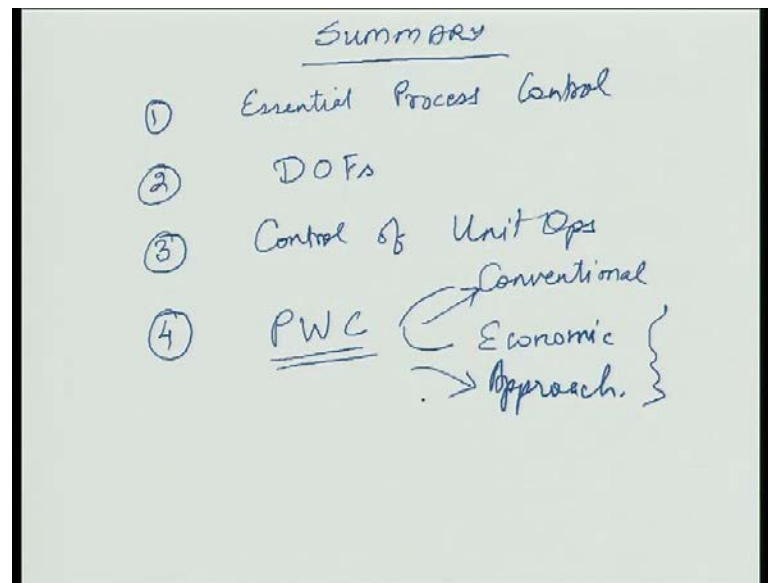 SUMMARY
① Essential Process Control
② DOFs
③ Control of Unit Ops
Conventional
④ PWC Economic
Approach.